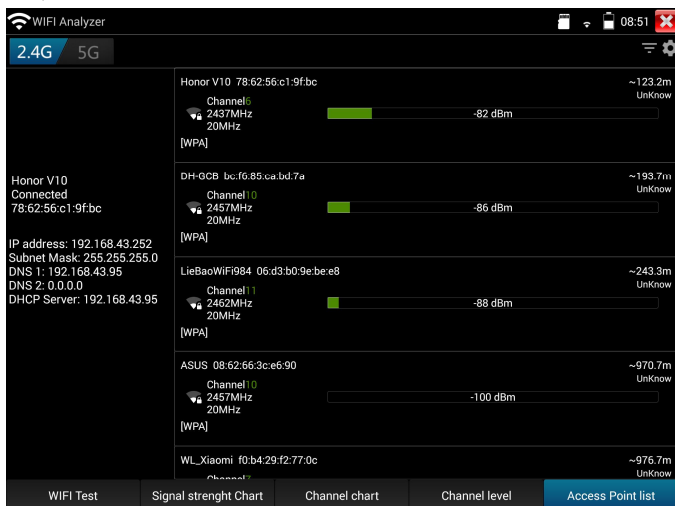 WIFI Analyzer
08:51
2.4G 5G
Honor V10
Connected
78:62:56:c1:9f:bc
IP address: 192.168.43.252
Subnet Mask: 255.255.255.0
DNS 1: 192.168.43.95
DNS 2: 0.0.0.0
DHCP Server: 192.168.43.95
Honor V10 78:62:56:c1:9f:bc
~123.2m
UnKnow
Channel6
2437MHz
-82 dBm
20MHz
[WPA]
DH-GCB bc:f6:85:ca:bd:7a
~193.7m
UnKnow
Channel10
2457MHz
-86 dBm
20MHz
[WPA]
LieBaoWiFi984 06:d3:b0:9e:be:e8
~243.3m
UnKnow
Channel11
2462MHz
-88 dBm
20MHz
[WPA]
ASUS 08:62:66:3c:e6:90
~970.7m
UnKnow
Channel10
2457MHz
-100 dBm
20MHz
[WPA]
WL_Xiaomi f0:b4:29:f2:77:0c
~976.7m
UnKnow
Channel7
WIFI Test
Signal strenght Chart
Channel chart
Channel level
Access Point list